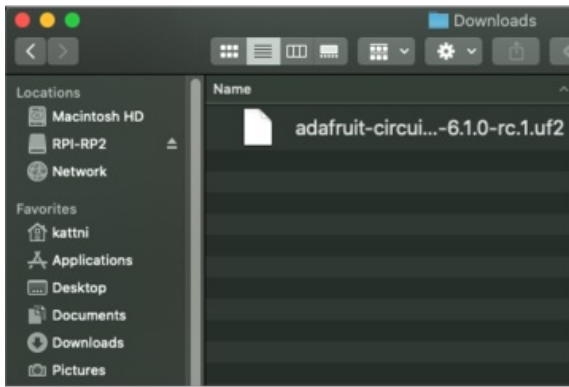 Downloads
Locations
Macintosh HD
RPI-RP2
Network
Favorites
kattni
Applications
Desktop
Documents
Downloads
Pictures
Name
adafruit-circui...-6.1.0-rc.1.uf2